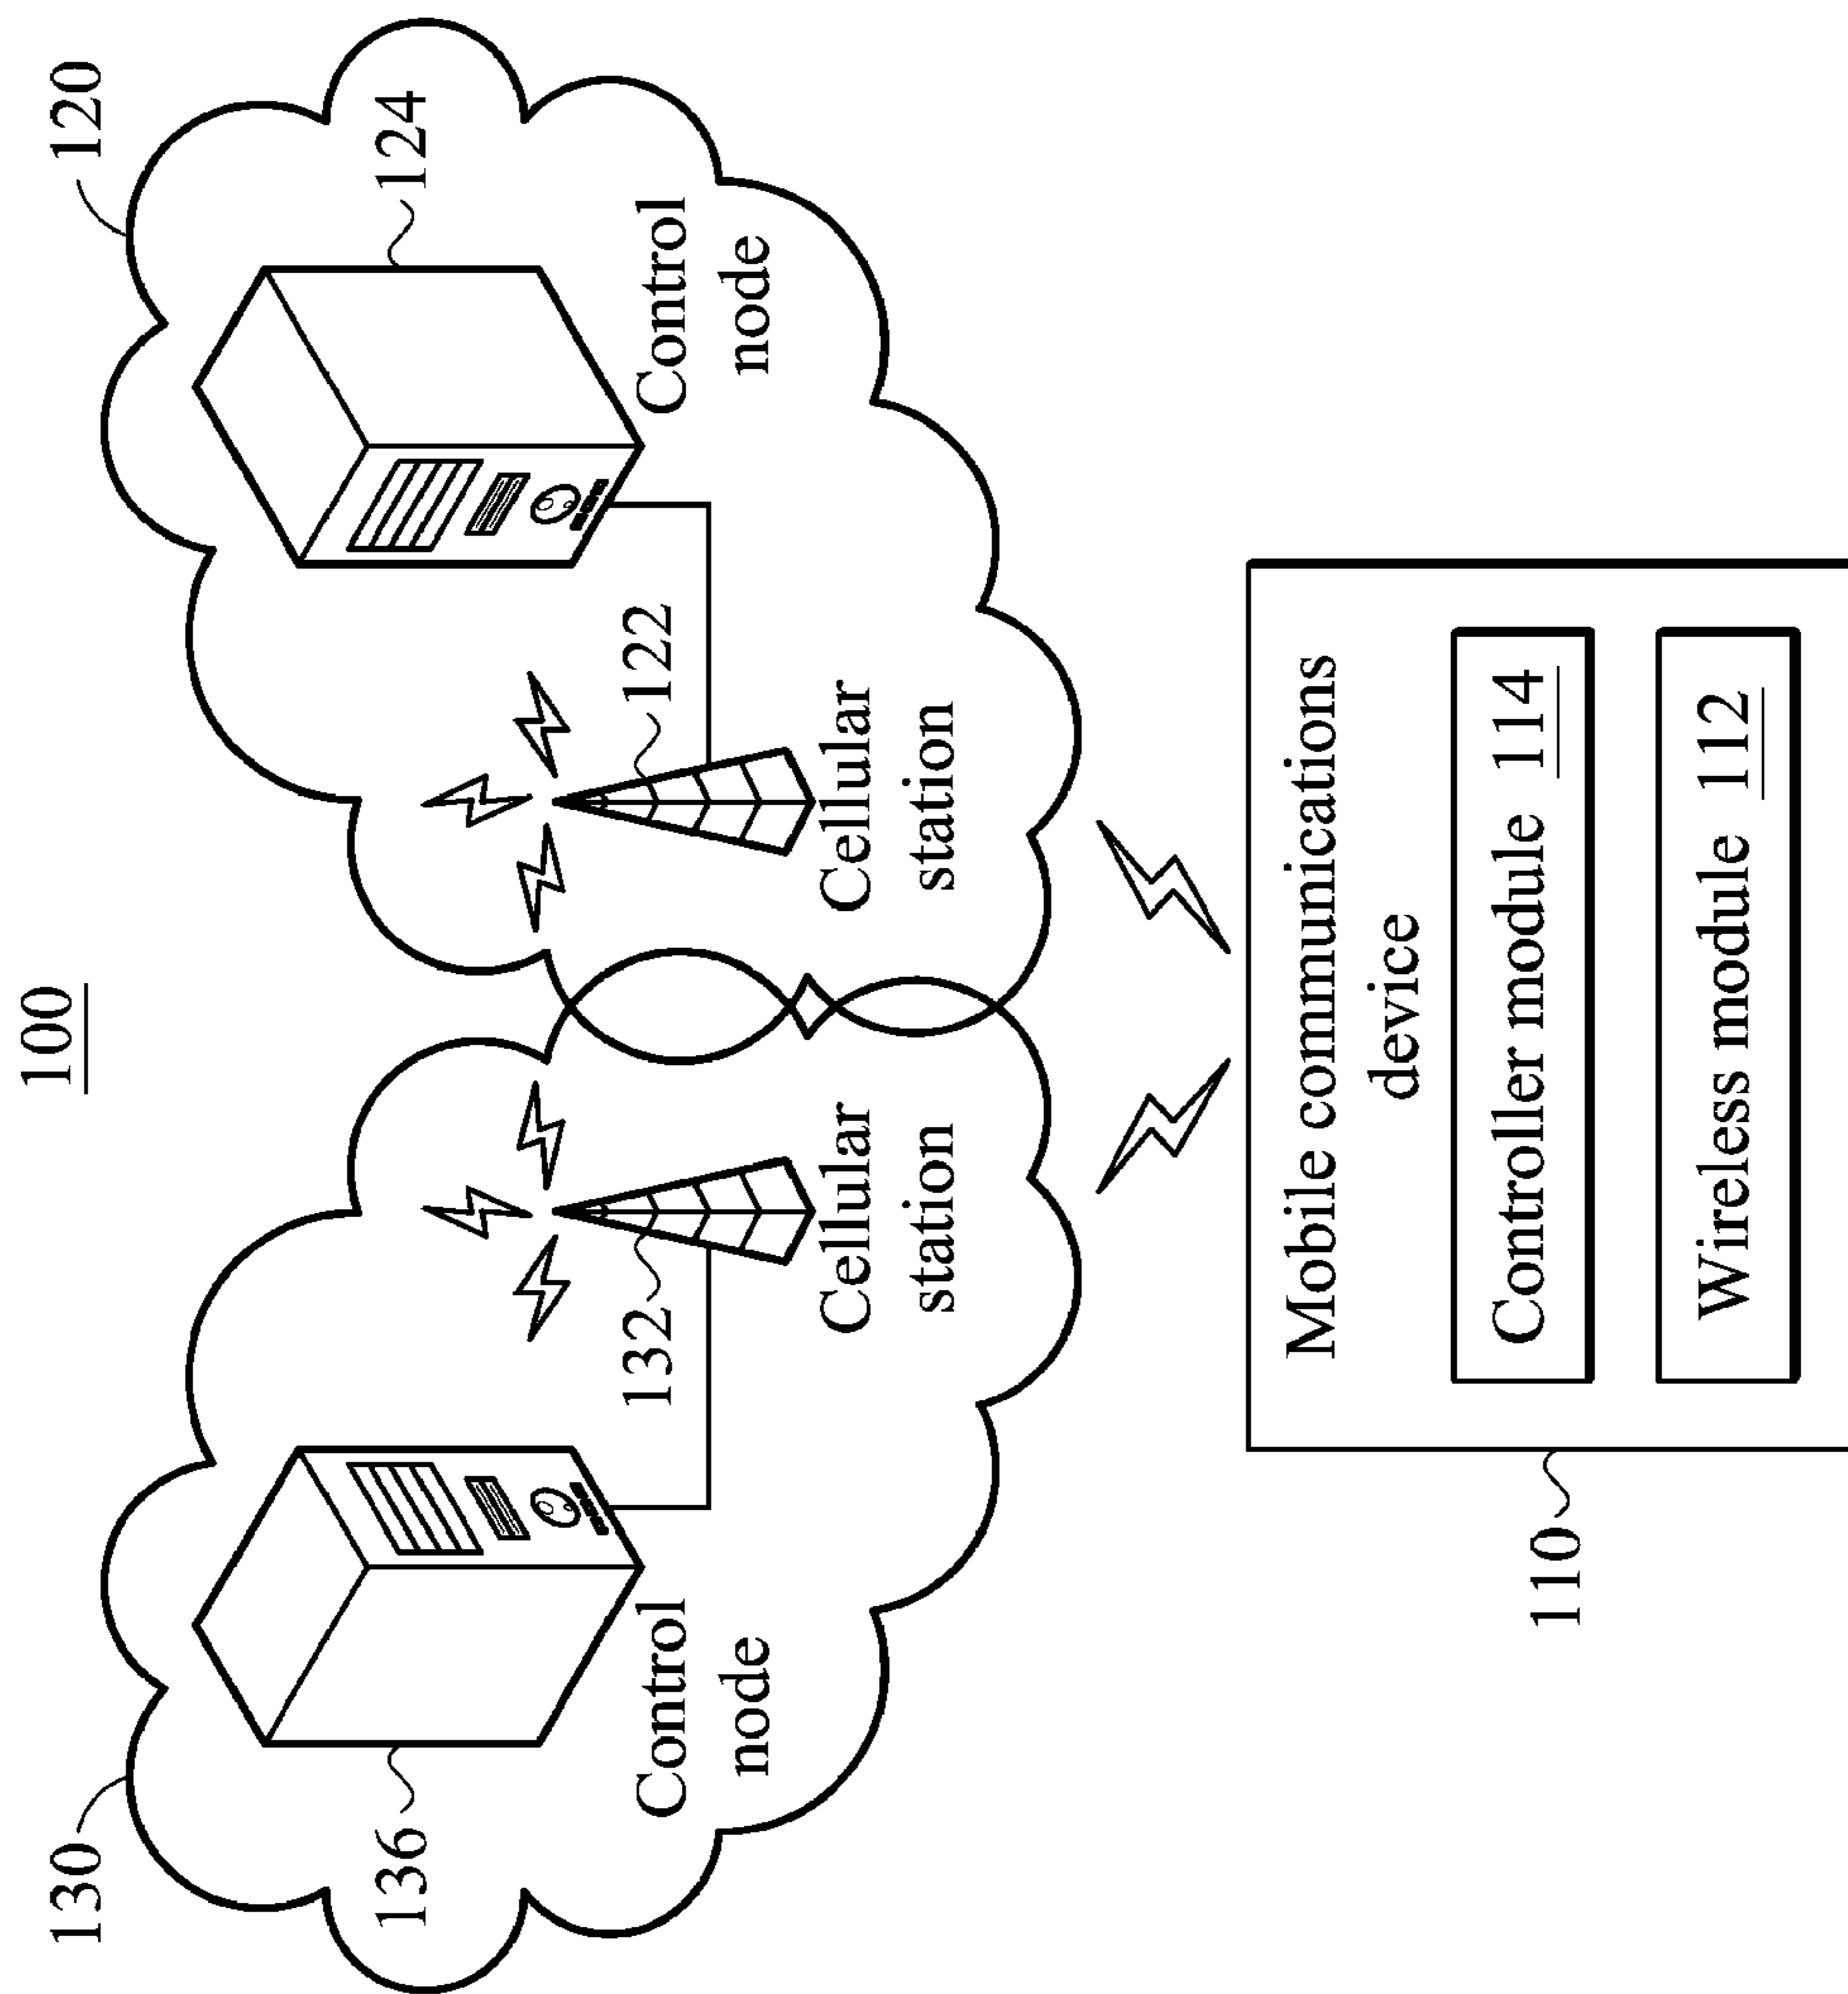 100
130
120
136
124
132
122
Control
node
Control
node
Cellular
station
Cellular
station
Mobile communications
device
Controller module 114
Wireless module 112
110